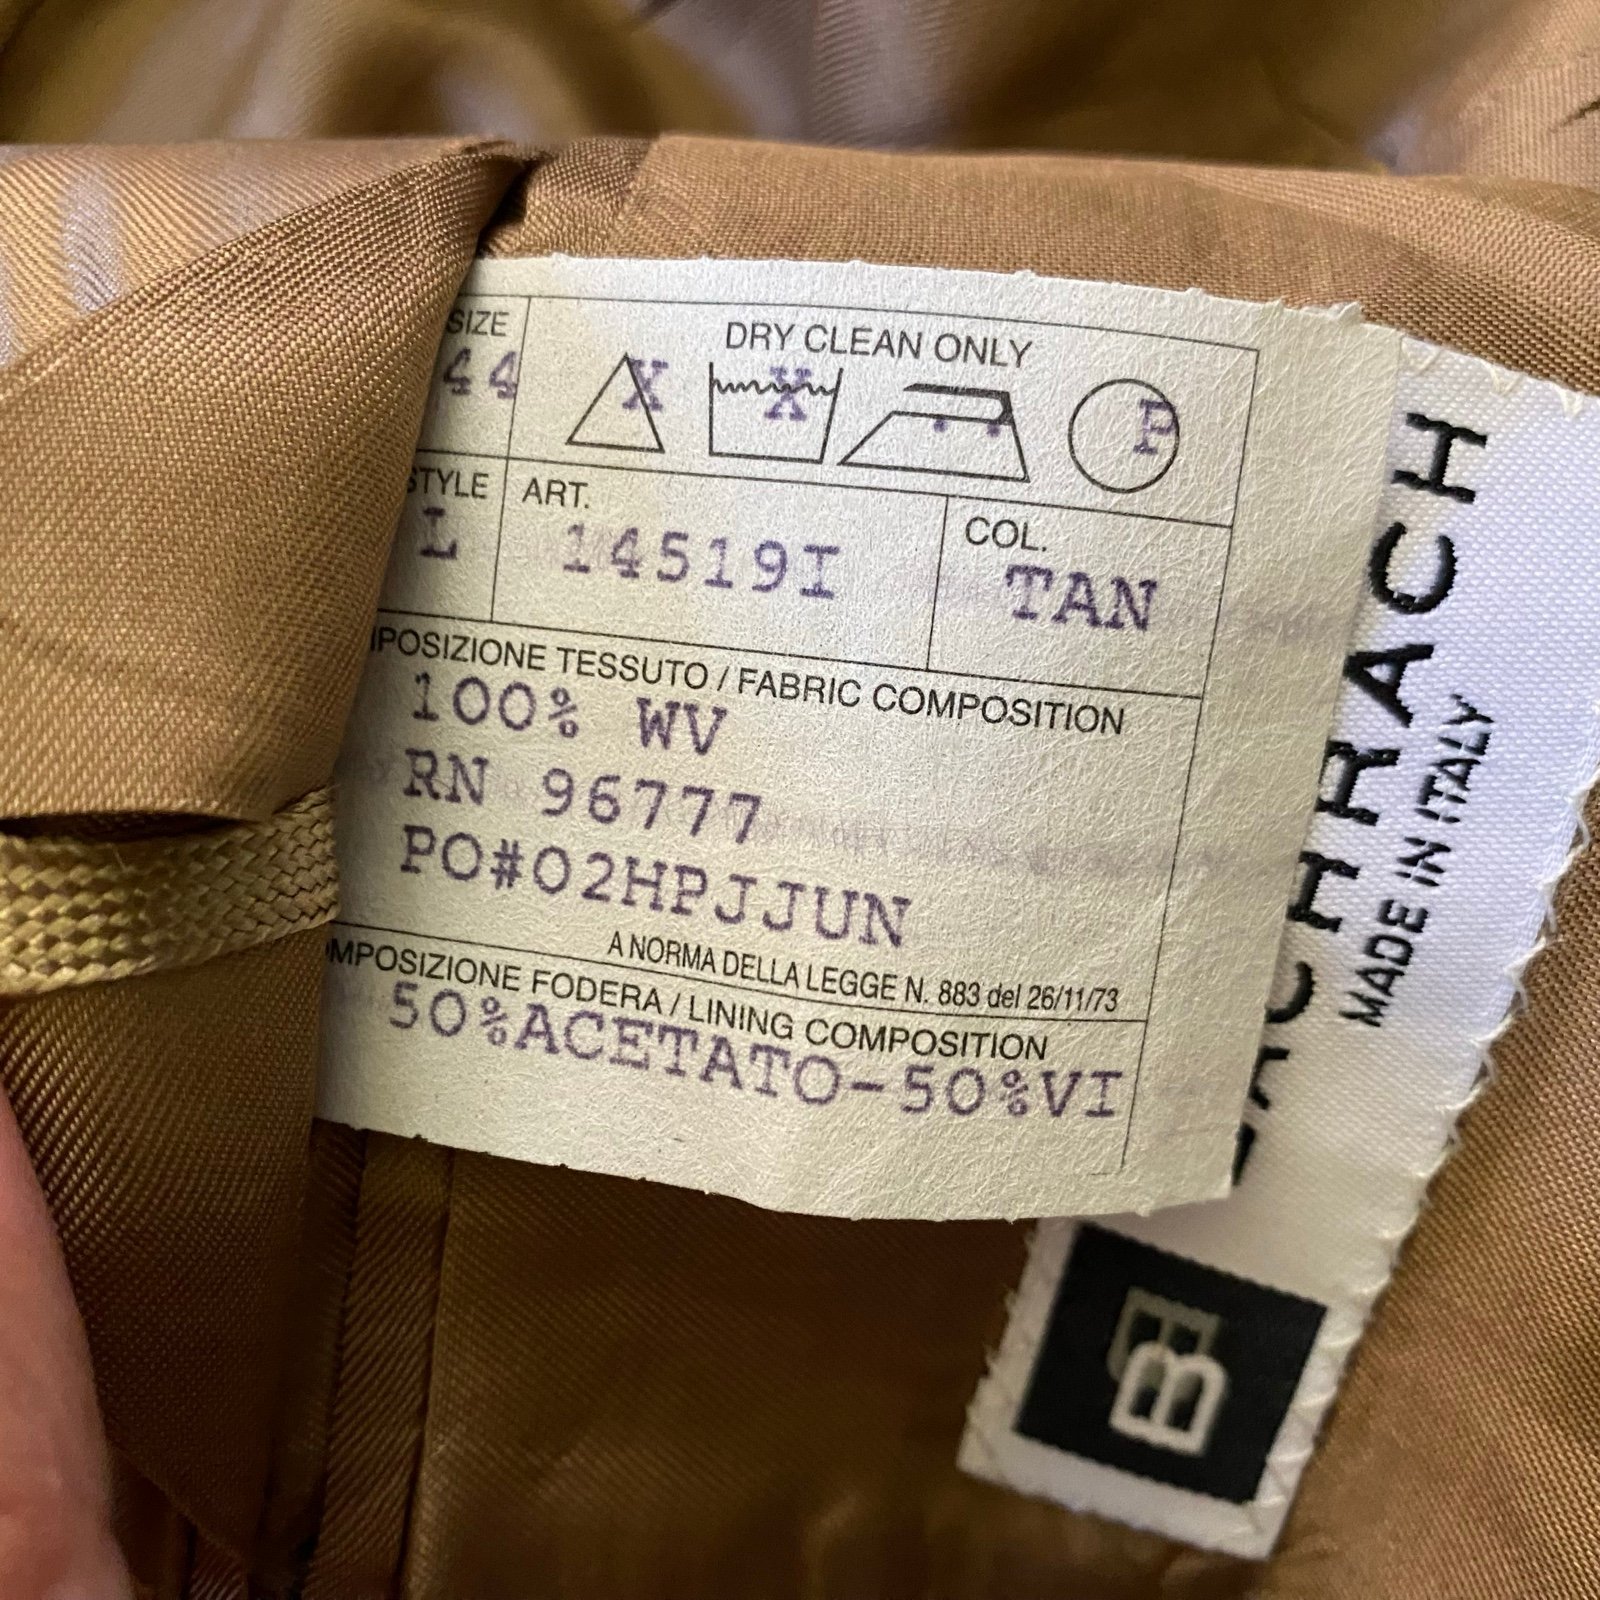 SIZE
44
DRY CLEAN ONLY
X X P
STYLE
L
ART.
14519I
COL.
TAN
MPOSIZIONE TESSUTO / FABRIC COMPOSITION
100% WV
RN 96777
PO#02HPJJUN
A NORMA DELLA LEGGE N. 883 del 26/11/73
OMPOSIZIONE FODERA / LINING COMPOSITION
50%ACETATO-50%VI
BACHRACH
MADE IN ITALY
B